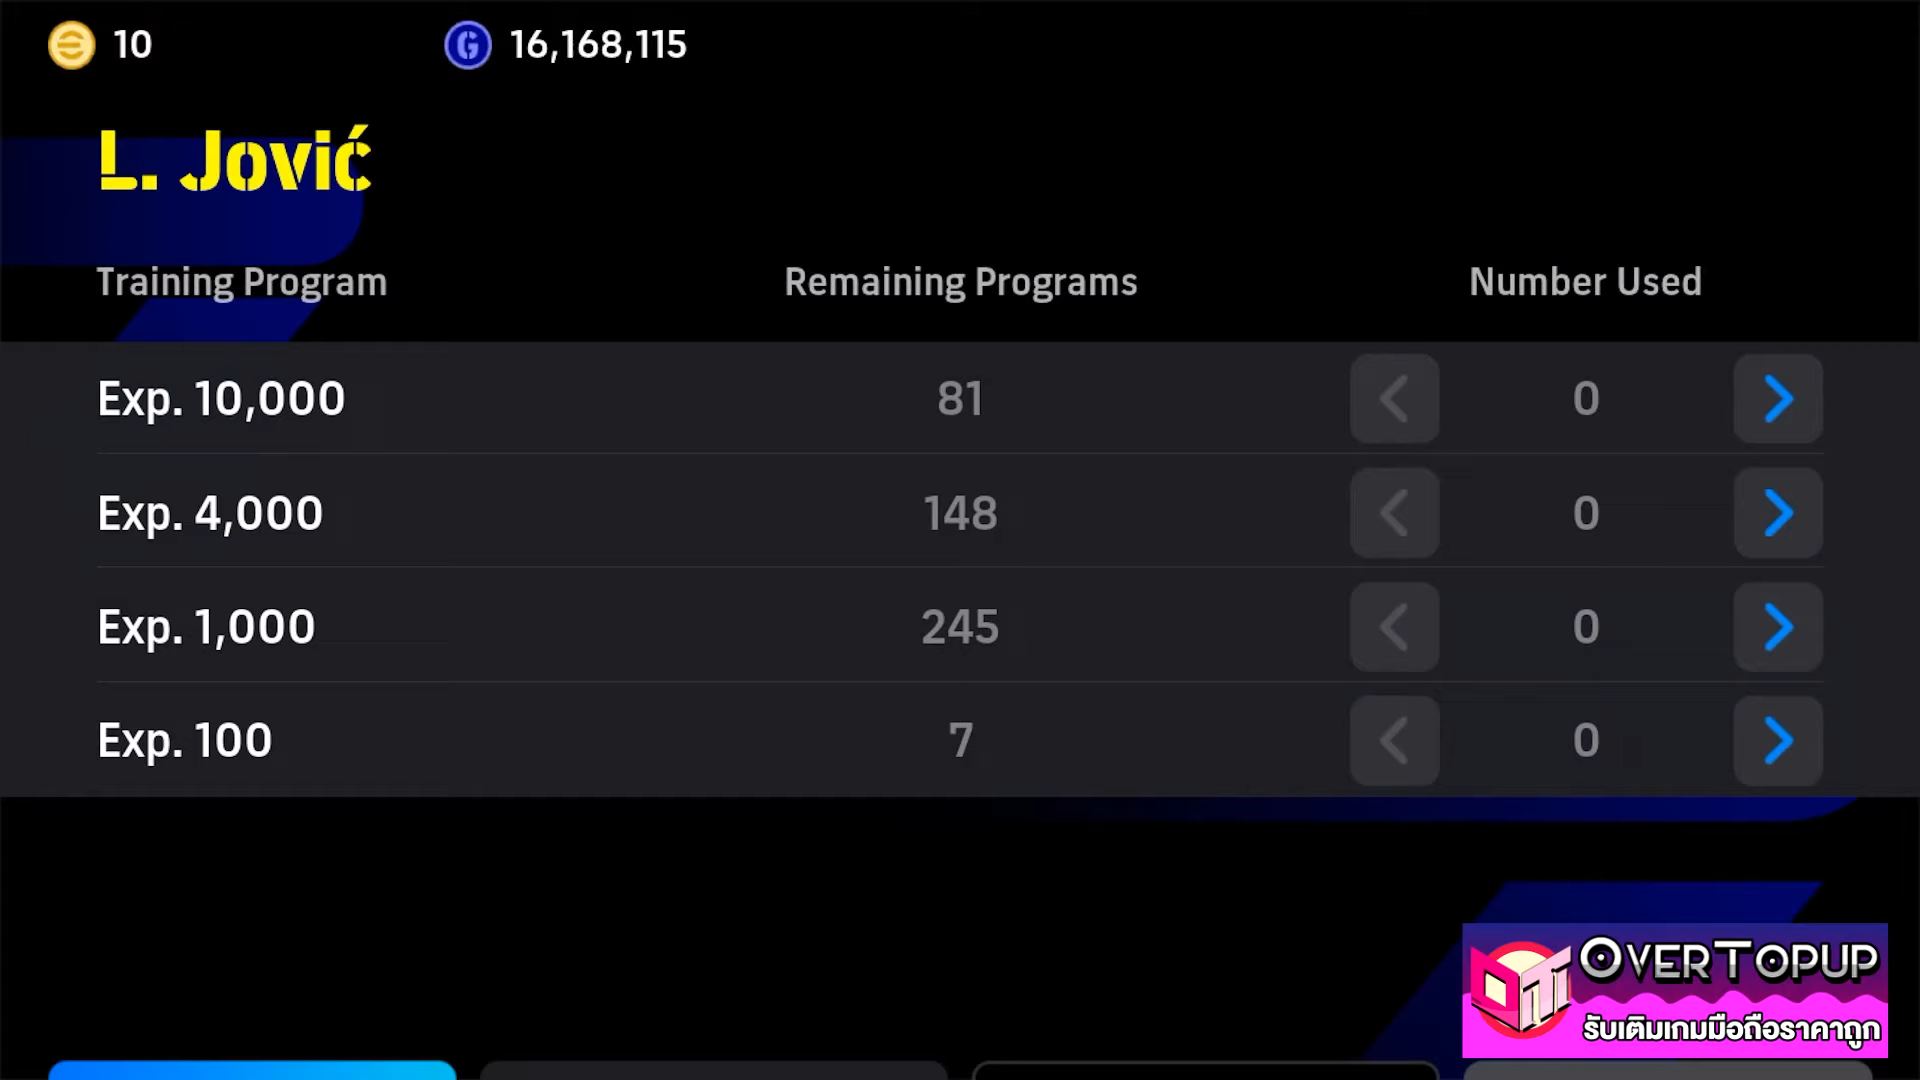 10
16,168,115
L. Jović
Training Program Remaining Programs Number Used
Exp. 10,000 81 0
Exp. 4,000 148 0
Exp. 1,000 245 0
Exp. 100 7 0
OVERTOPUP
รับเติมเกมมือถือราคาถูก